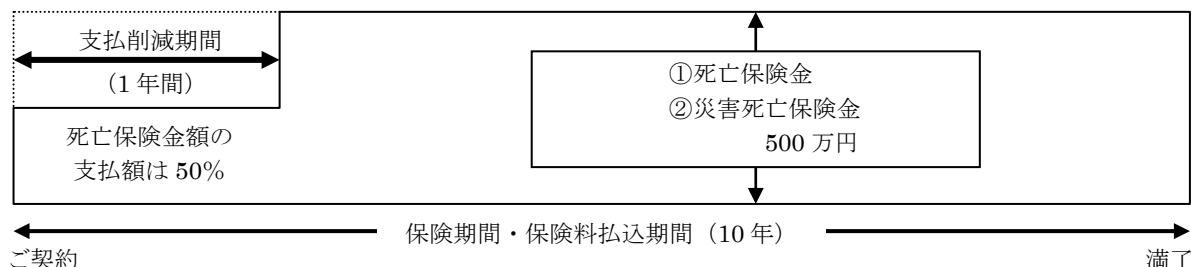 支払削減期間
（1 年間）
死亡保険金額の
支払額は 50%
①死亡保険金
②災害死亡保険金
500 万円
保険期間・保険料払込期間（10 年）
ご契約
満了